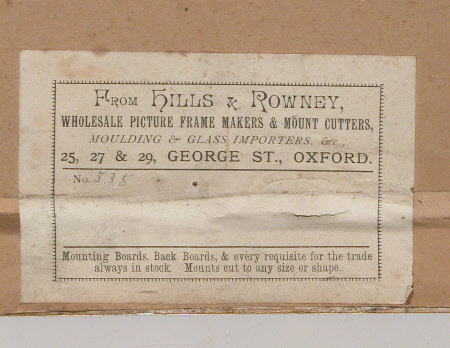 From Hills & Rowney,
WHOLESALE PICTURE FRAME MAKERS & MOUNT CUTTERS,
MOULDING & GLASS IMPORTERS, &c.,
25, 27 & 29, GEORGE ST., OXFORD.
No. 535
Mounting Boards, Back Boards, & every requisite for the trade
always in stock. Mounts cut to any size or shape.